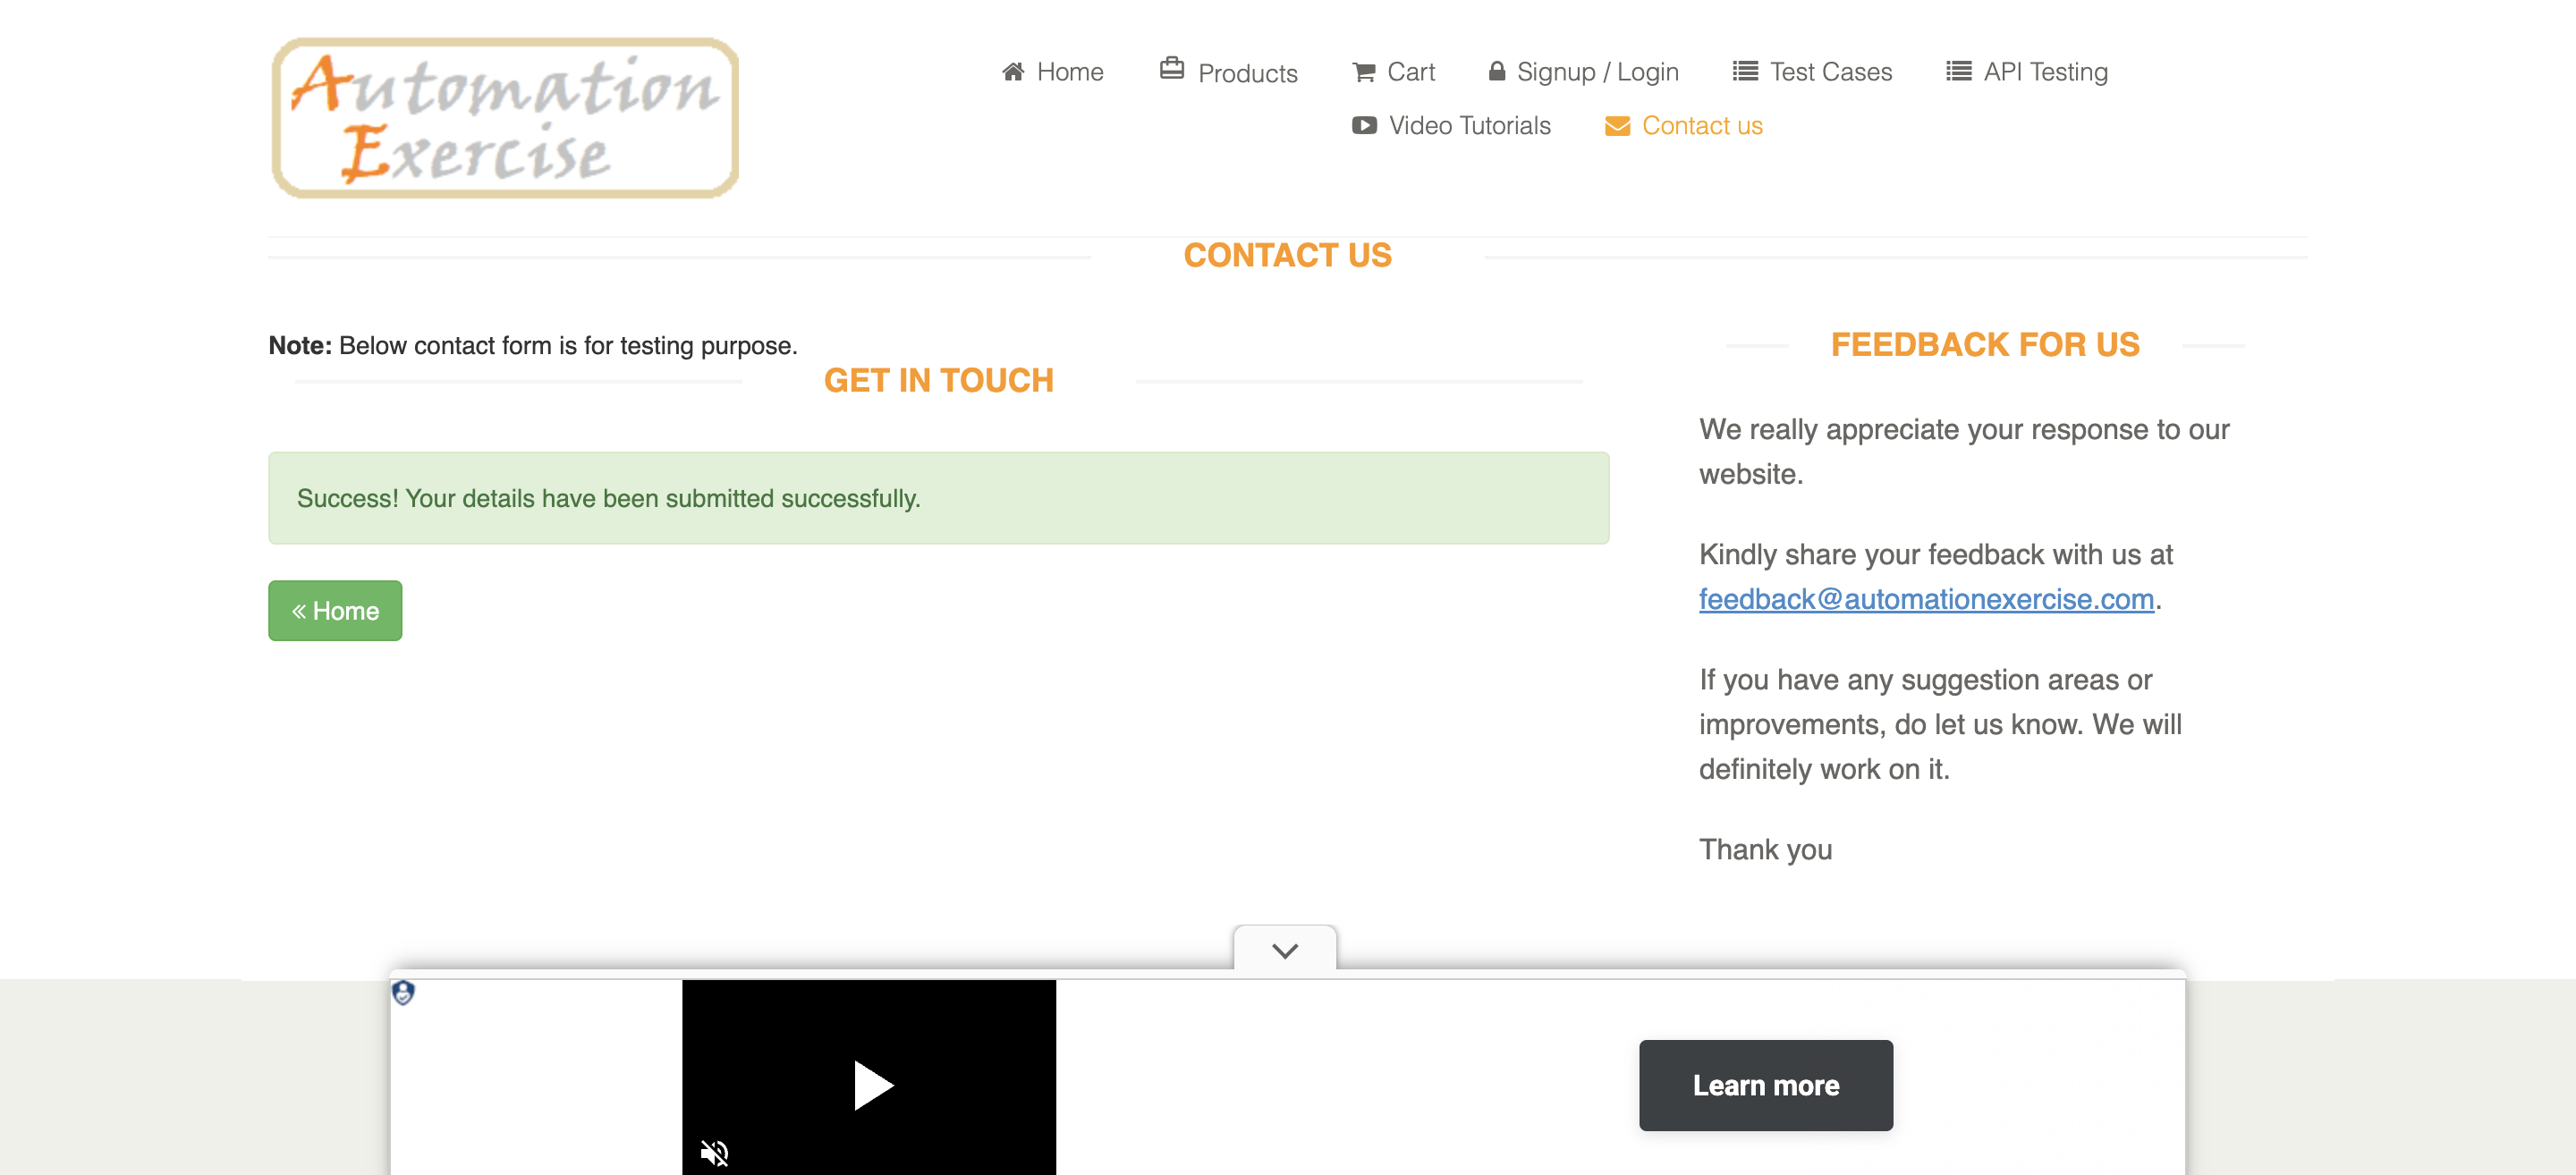 Automation
Exercise
Home
Products
Cart
Signup / Login
Test Cases
API Testing
Video Tutorials
Contact us
CONTACT US
Note: Below contact form is for testing purpose.
GET IN TOUCH
Success! Your details have been submitted successfully.
« Home
FEEDBACK FOR US
We really appreciate your response to our
website.
Kindly share your feedback with us at
feedback@automationexercise.com.
If you have any suggestion areas or
improvements, do let us know. We will
definitely work on it.
Thank you
Learn more